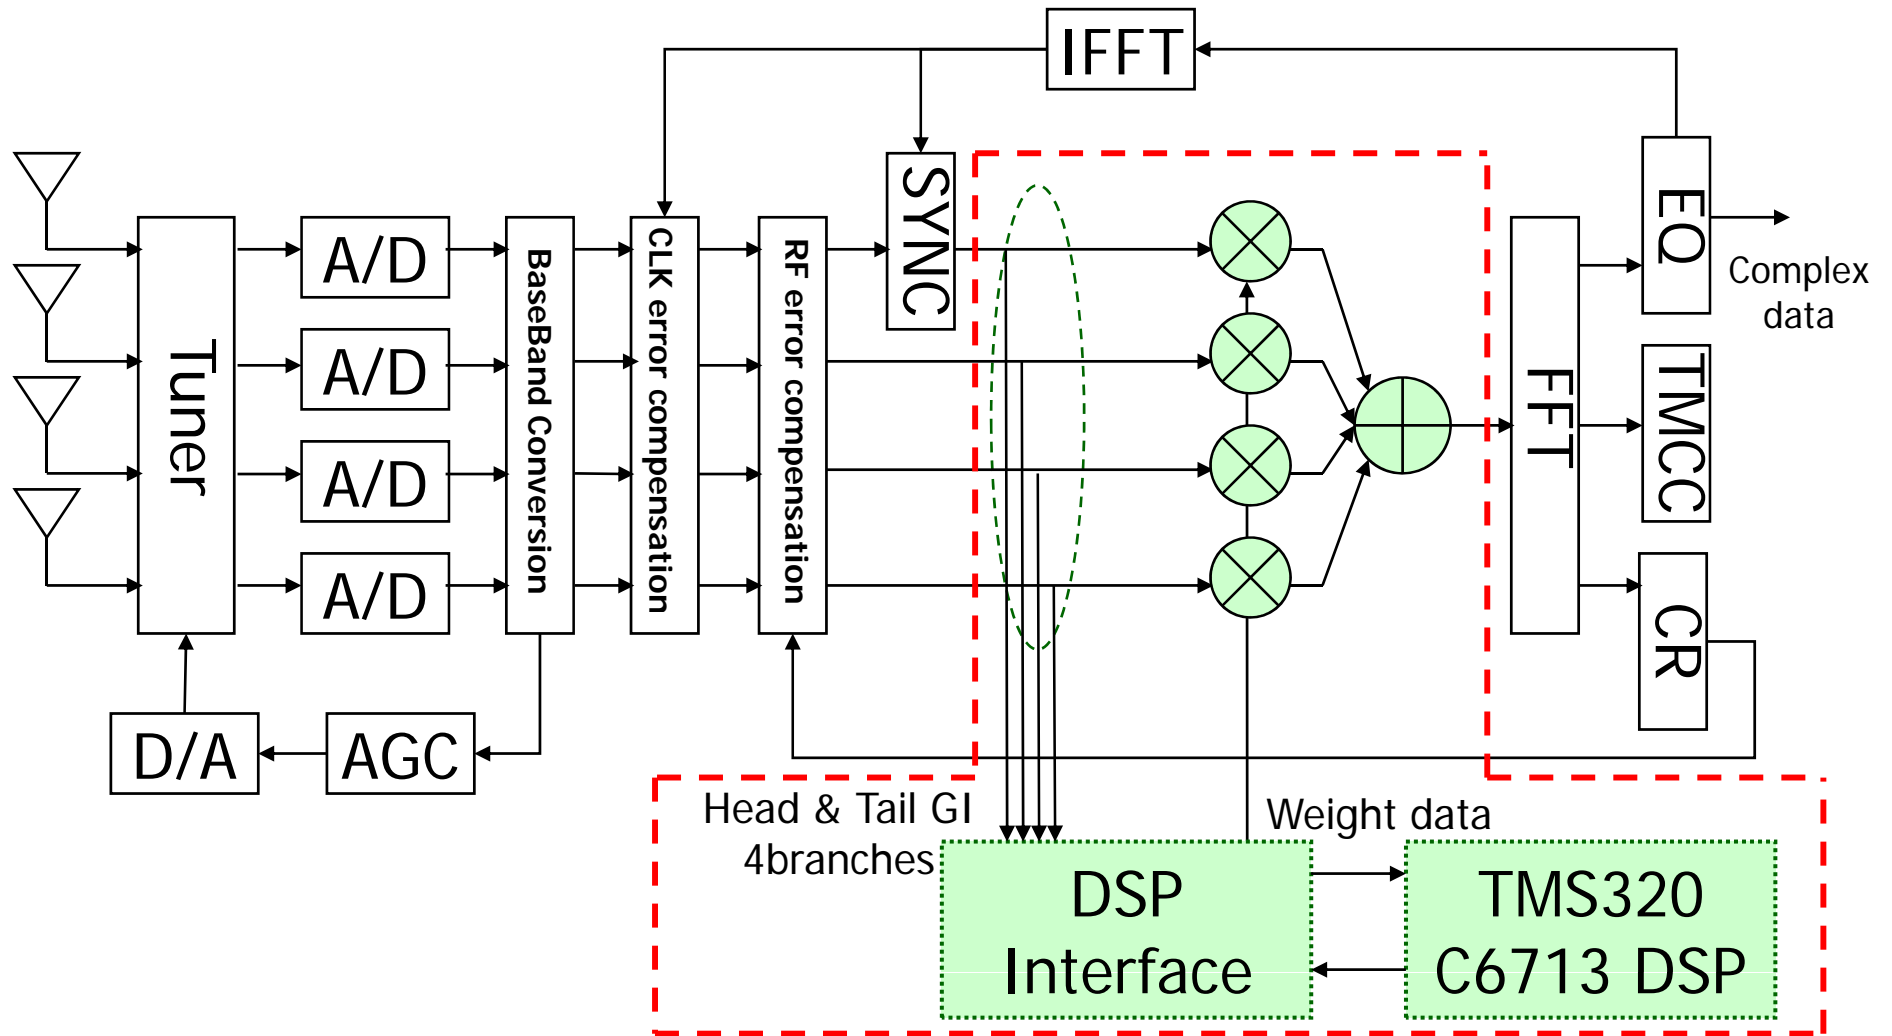 IFFT
SYNC
EQ
Complex
data
Tuner
A/D
A/D
A/D
A/D
BaseBand Conversion
CLK error compensation
RF error compensation
FFT
TMCC
CR
D/A
AGC
Head & Tail GI
4branches
Weight data
DSP
Interface
TMS320
C6713 DSP